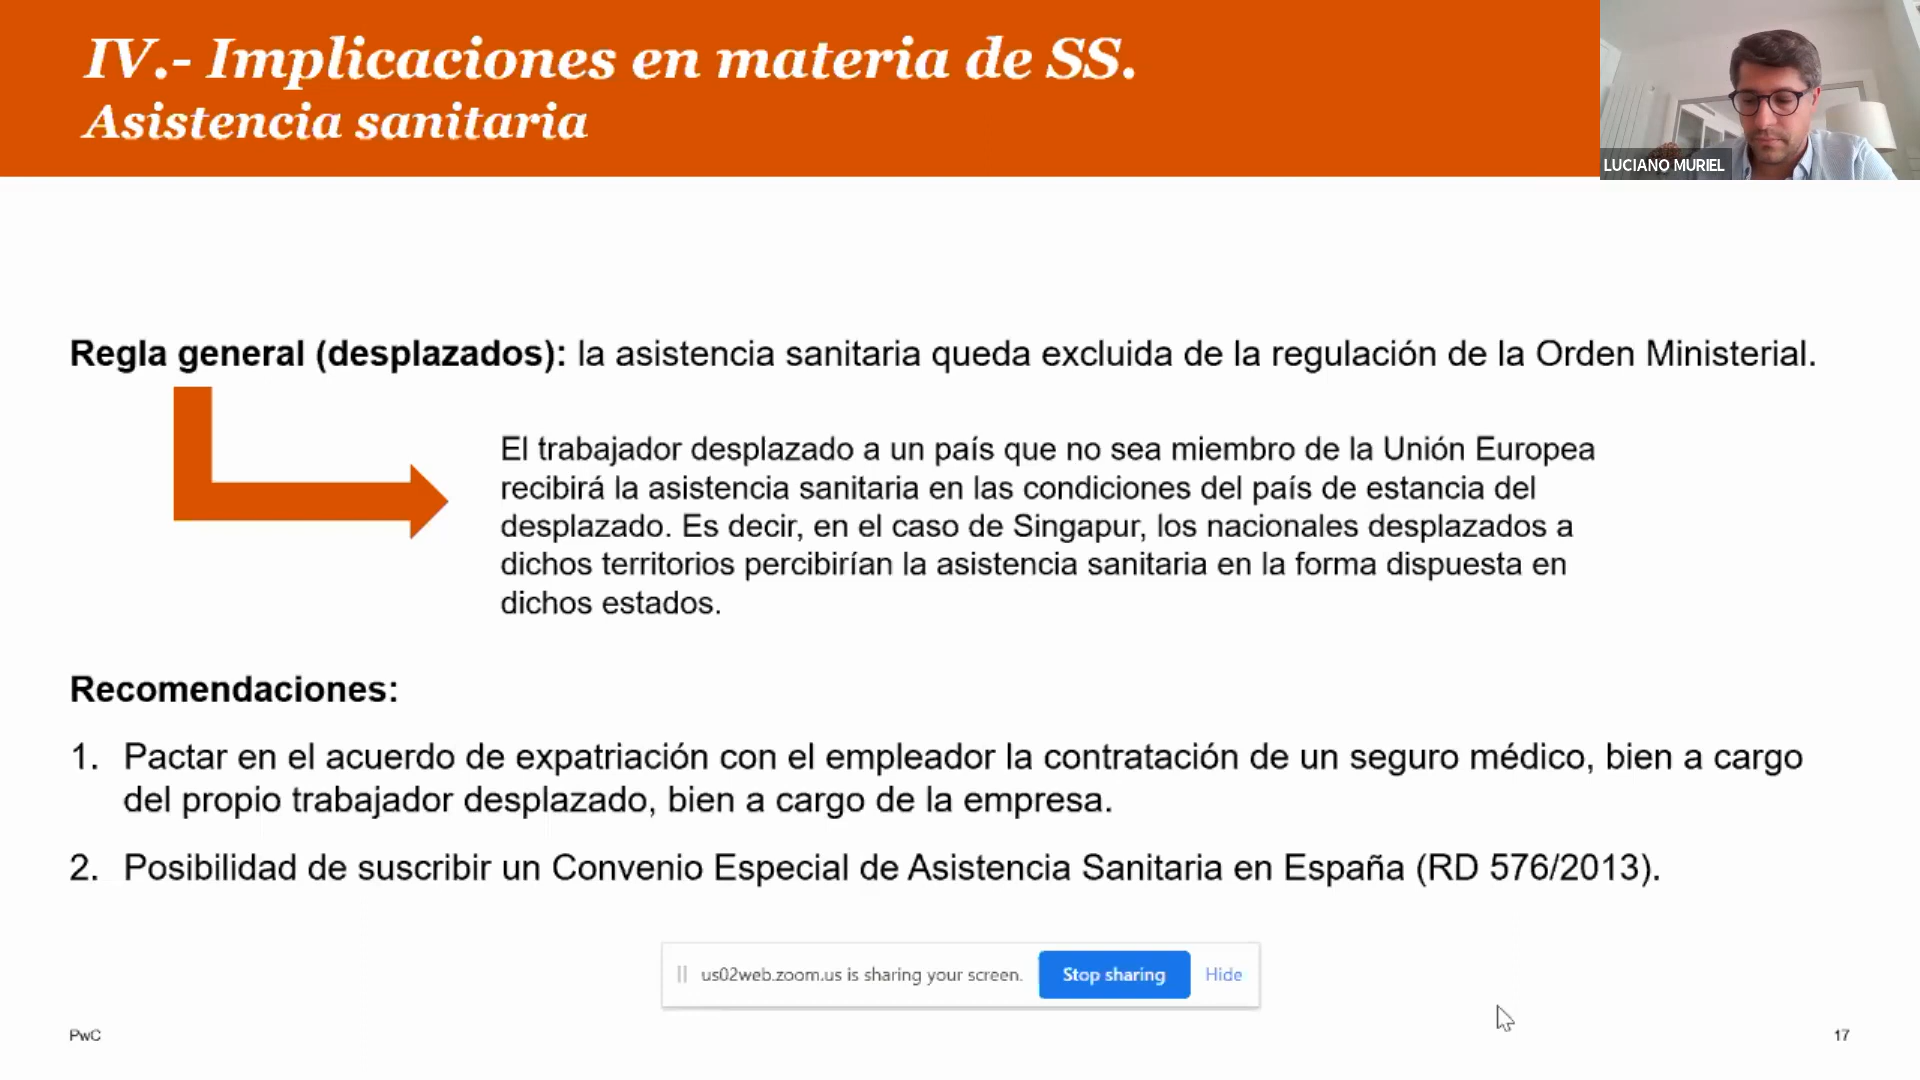 IV.- Implicaciones en materia de SS.
Asistencia sanitaria
LUCIANO MURIEL
Regla general (desplazados): la asistencia sanitaria queda excluida de la regulación de la Orden Ministerial.
El trabajador desplazado a un país que no sea miembro de la Unión Europea
recibirá la asistencia sanitaria en las condiciones del país de estancia del
desplazado. Es decir, en el caso de Singapur, los nacionales desplazados a
dichos territorios percibirían la asistencia sanitaria en la forma dispuesta en
dichos estados.
Recomendaciones:
1. Pactar en el acuerdo de expatriación con el empleador la contratación de un seguro médico, bien a cargo
del propio trabajador desplazado, bien a cargo de la empresa.
2. Posibilidad de suscribir un Convenio Especial de Asistencia Sanitaria en España (RD 576/2013).
us02web.zoom.us is sharing your screen. Stop sharing Hide
PwC 17